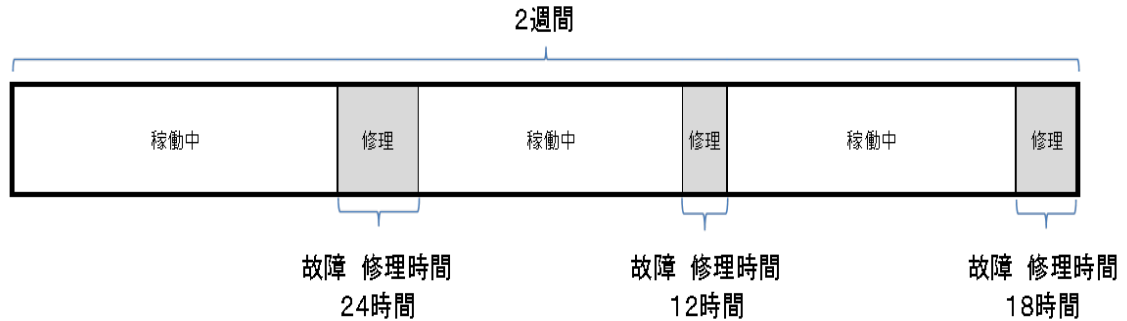 2週間
稼働中
修理
稼働中
修理
稼働中
修理
故障 修理時間
24時間
故障 修理時間
12時間
故障 修理時間
18時間